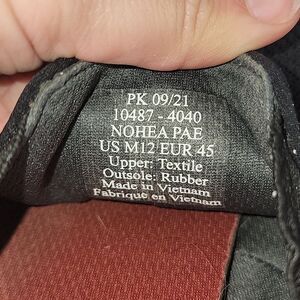 PK 09/21
10487 - 4040
NOHEA PAE
US M12 EUR 45
Upper: Textile
Outsole: Rubber
Made in Vietnam
Fabriqué en Vietnam